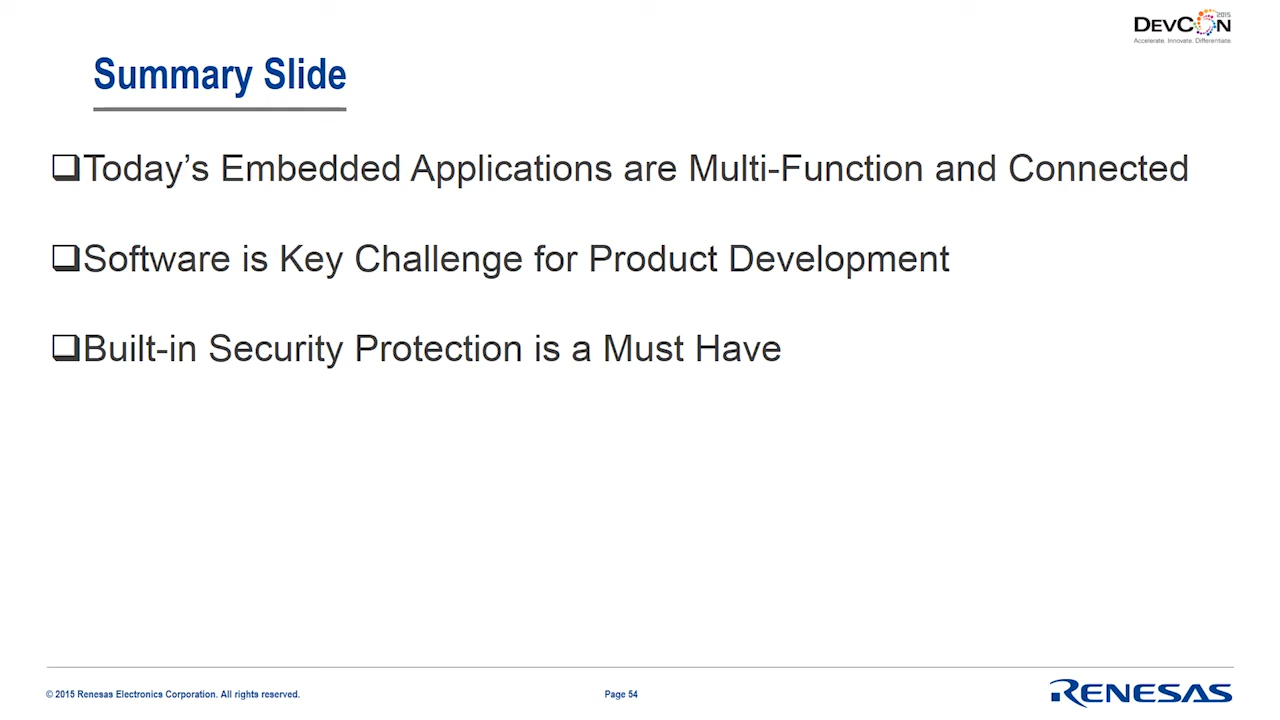 DevCon 2015
Accelerate. Innovate. Differentiate.
Summary Slide
❑Today’s Embedded Applications are Multi-Function and Connected
❑Software is Key Challenge for Product Development
❑Built-in Security Protection is a Must Have
© 2015 Renesas Electronics Corporation. All rights reserved.
Page 54
RENESAS